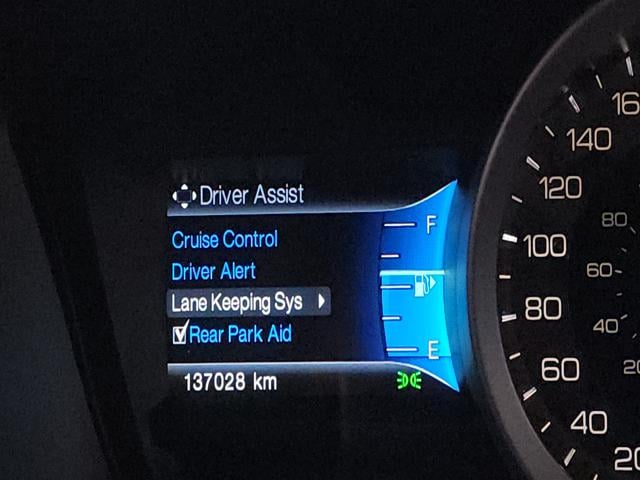 Driver Assist
Cruise Control
Driver Alert
Lane Keeping Sys
Rear Park Aid
137028 km
F
E
140
120
100
80
60
40
20
80
60
40